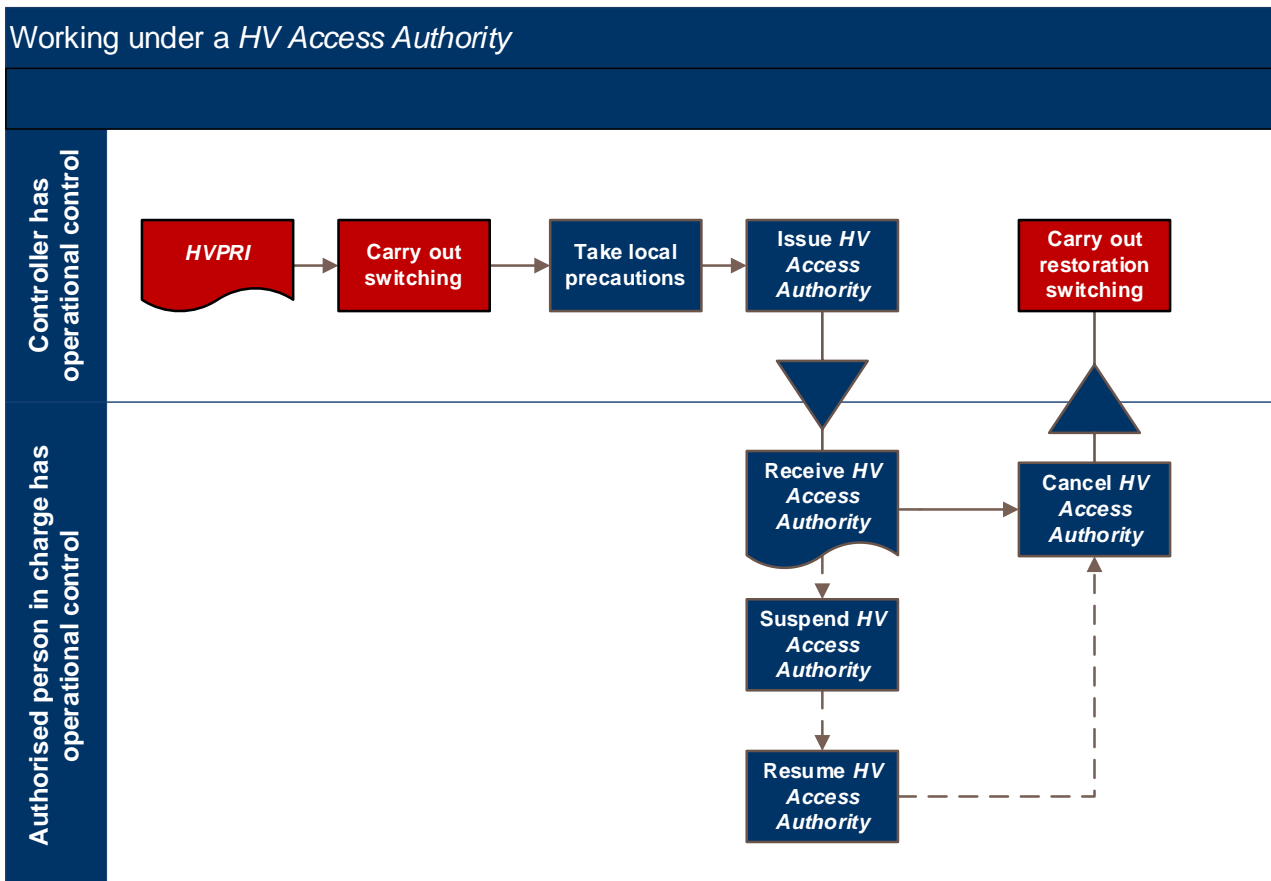 Working under a HV Access Authority
Controller has
operational control
HVPRI
Carry out
switching
Take local
precautions
Issue HV
Access
Authority
Carry out
restoration
switching
Authorised person in charge has
operational control
Receive HV
Access
Authority
Cancel HV
Access
Authority
Suspend HV
Access
Authority
Resume HV
Access
Authority